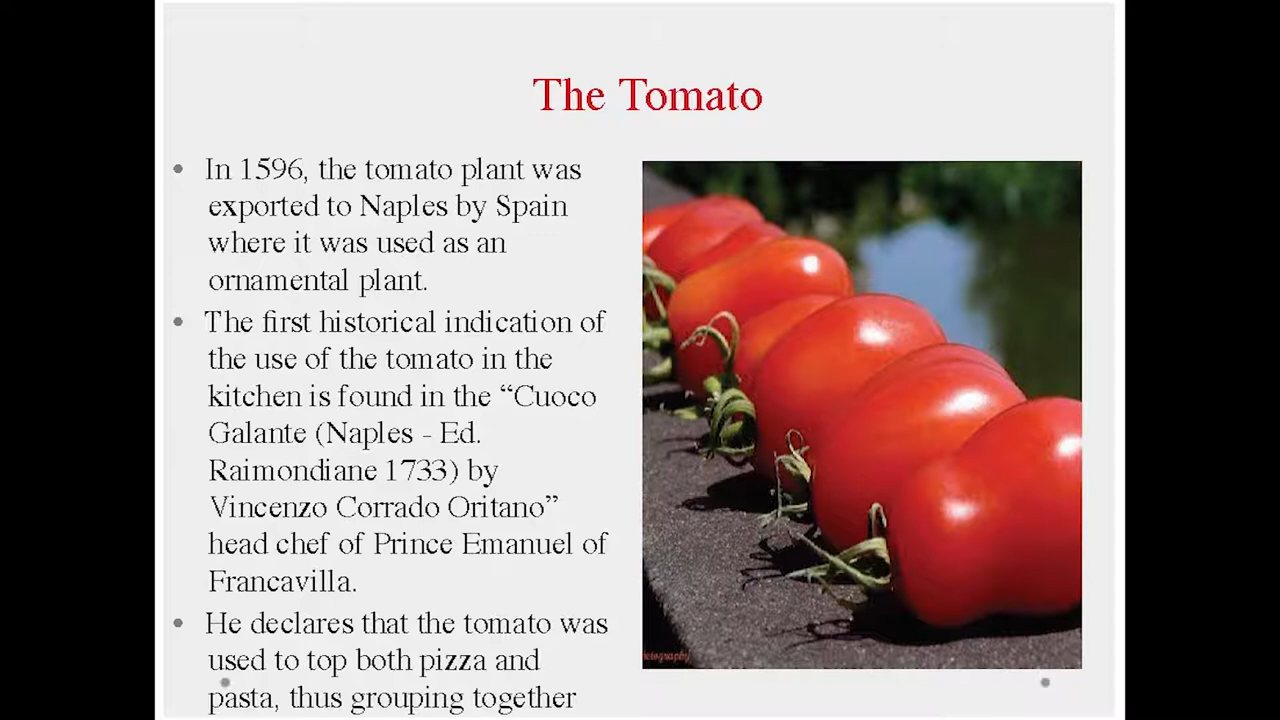 The Tomato
• In 1596, the tomato plant was
exported to Naples by Spain
where it was used as an
ornamental plant.
• The first historical indication of
the use of the tomato in the
kitchen is found in the “Cuoco
Galante (Naples - Ed.
Raimondiane 1733) by
Vincenzo Corrado Oritano”
head chef of Prince Emanuel of
Francavilla.
• He declares that the tomato was
used to top both pizza and
pasta, thus grouping together